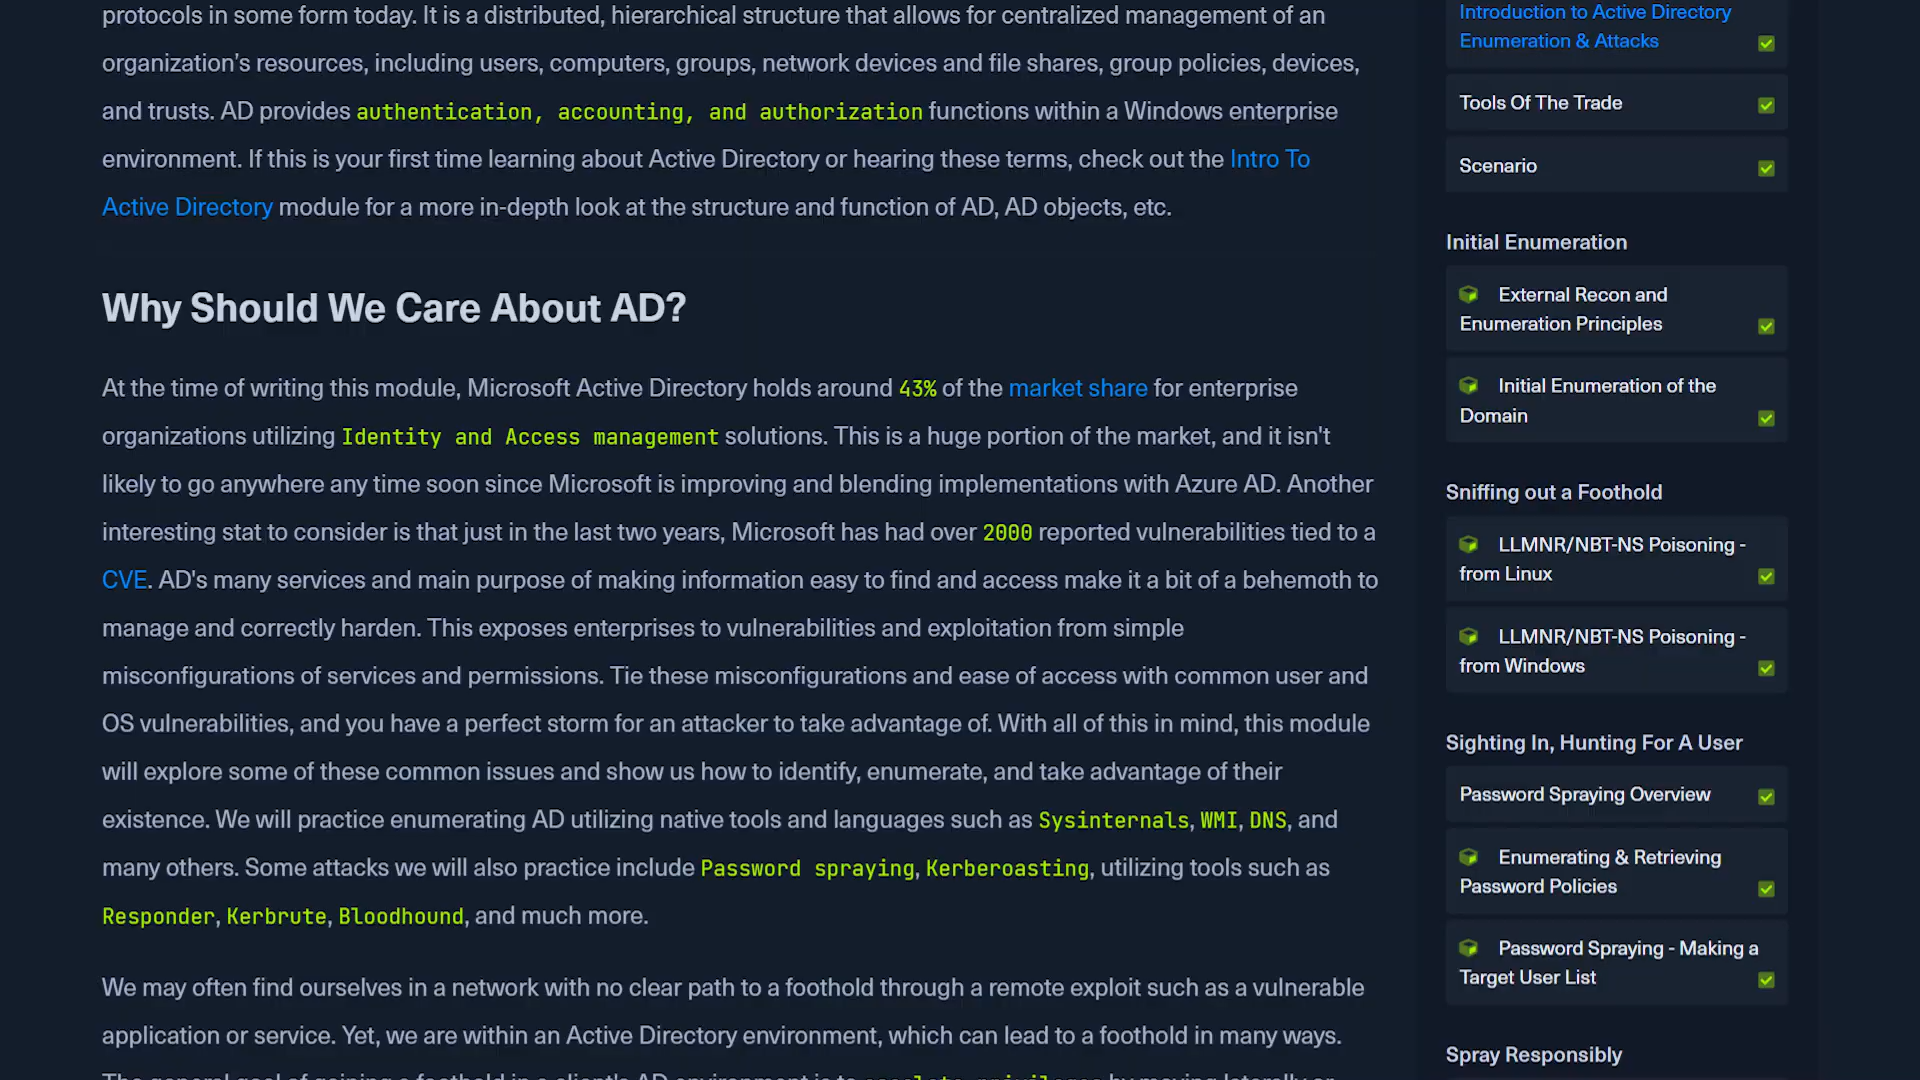 protocols in some form today. It is a distributed, hierarchical structure that allows for centralized management of an
organization's resources, including users, computers, groups, network devices and file shares, group policies, devices,
and trusts. AD provides authentication, accounting, and authorization functions within a Windows enterprise
environment. If this is your first time learning about Active Directory or hearing these terms, check out the Intro To
Active Directory module for a more in-depth look at the structure and function of AD, AD objects, etc.
Why Should We Care About AD?
At the time of writing this module, Microsoft Active Directory holds around 43% of the market share for enterprise
organizations utilizing Identity and Access management solutions. This is a huge portion of the market, and it isn't
likely to go anywhere any time soon since Microsoft is improving and blending implementations with Azure AD. Another
interesting stat to consider is that just in the last two years, Microsoft has had over 2000 reported vulnerabilities tied to a
CVE. AD's many services and main purpose of making information easy to find and access make it a bit of a behemoth to
manage and correctly harden. This exposes enterprises to vulnerabilities and exploitation from simple
misconfigurations of services and permissions. Tie these misconfigurations and ease of access with common user and
OS vulnerabilities, and you have a perfect storm for an attacker to take advantage of. With all of this in mind, this module
will explore some of these common issues and show us how to identify, enumerate, and take advantage of their
existence. We will practice enumerating AD utilizing native tools and languages such as Sysinternals, WMI, DNS, and
many others. Some attacks we will also practice include Password spraying, Kerberoasting, utilizing tools such as
Responder, Kerbrute, Bloodhound, and much more.
We may often find ourselves in a network with no clear path to a foothold through a remote exploit such as a vulnerable
application or service. Yet, we are within an Active Directory environment, which can lead to a foothold in many ways.
The general goal of gaining a foothold in a client's AD environment is to escalate privileges by moving laterally or
Introduction to Active Directory
Enumeration & Attacks
Tools Of The Trade
Scenario
Initial Enumeration
External Recon and
Enumeration Principles
Initial Enumeration of the
Domain
Sniffing out a Foothold
LLMNR/NBT-NS Poisoning -
from Linux
LLMNR/NBT-NS Poisoning -
from Windows
Sighting In, Hunting For A User
Password Spraying Overview
Enumerating & Retrieving
Password Policies
Password Spraying - Making a
Target User List
Spray Responsibly